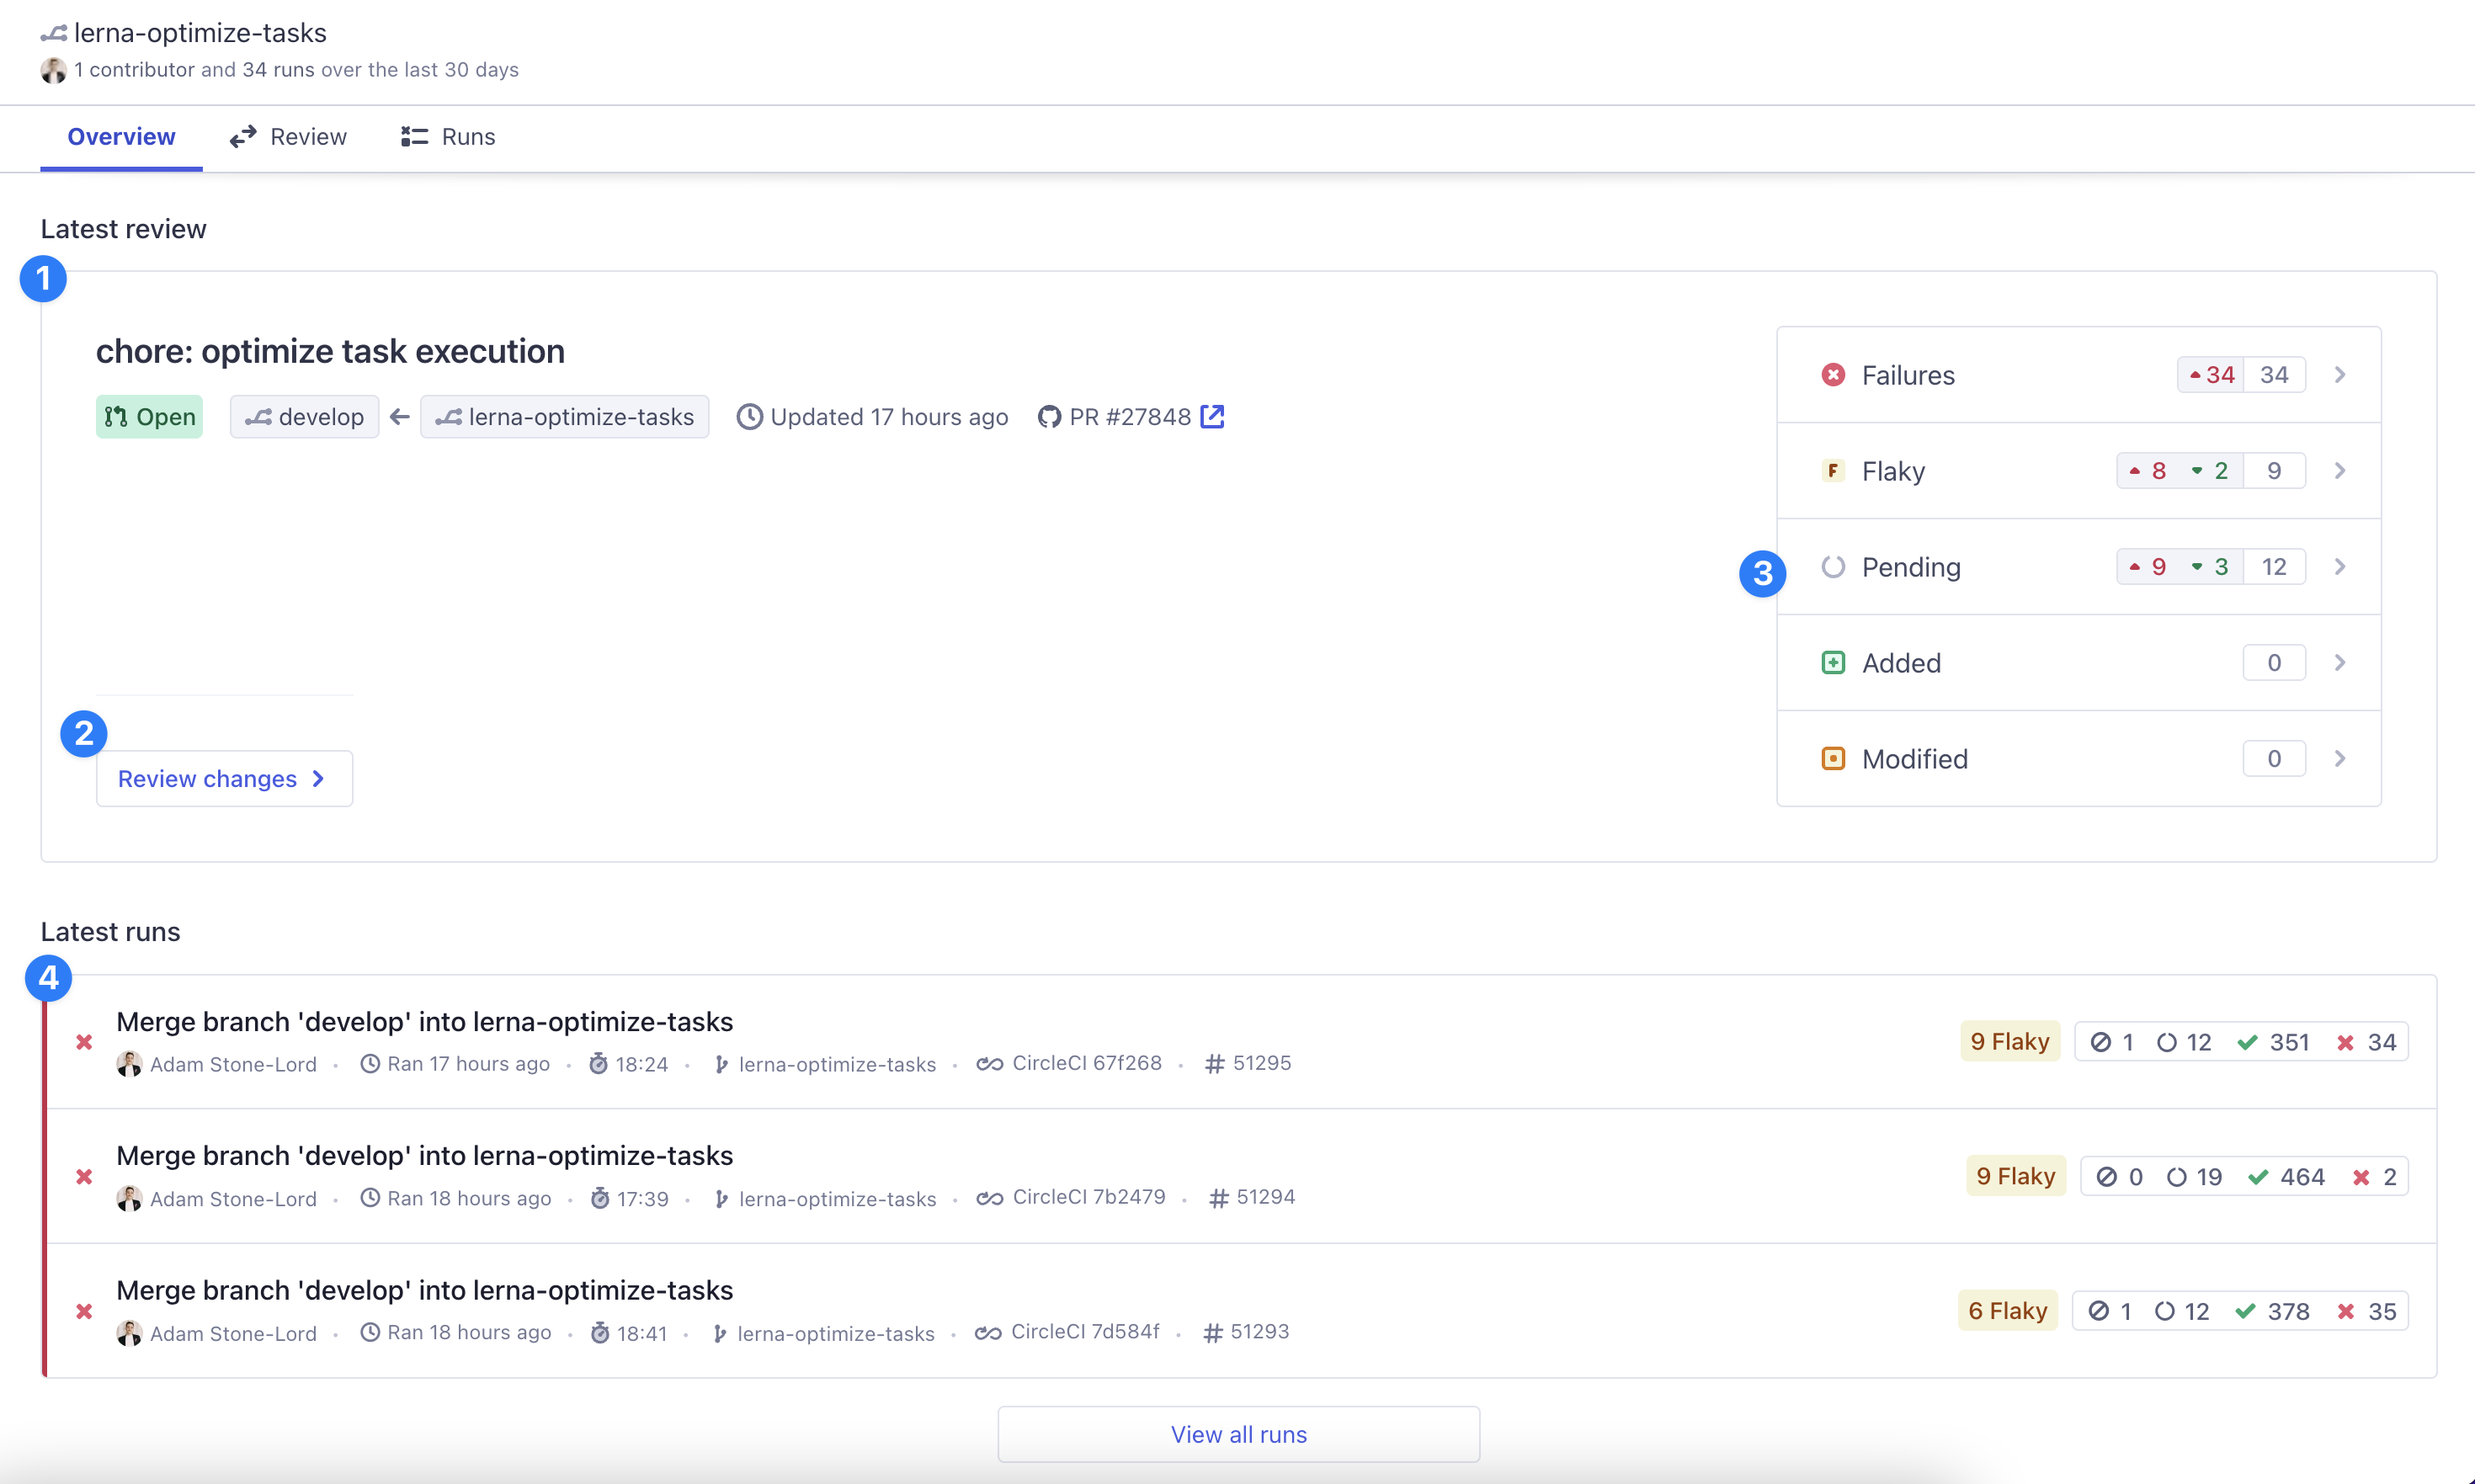 lerna-optimize-tasks
1 contributor and 34 runs over the last 30 days
Overview Review Runs
Latest review
1
chore: optimize task execution
Open develop lerna-optimize-tasks Updated 17 hours ago PR #27848
2
Review changes
3
Failures 34 34
F Flaky 8 2 9
Pending 9 3 12
Added 0
Modified 0
Latest runs
4
Merge branch 'develop' into lerna-optimize-tasks
Adam Stone-Lord · Ran 17 hours ago · 18:24 · lerna-optimize-tasks · CircleCI 67f268 · # 51295
9 Flaky 1 12 351 34
Merge branch 'develop' into lerna-optimize-tasks
Adam Stone-Lord · Ran 18 hours ago · 17:39 · lerna-optimize-tasks · CircleCI 7b2479 · # 51294
9 Flaky 0 19 464 2
Merge branch 'develop' into lerna-optimize-tasks
Adam Stone-Lord · Ran 18 hours ago · 18:41 · lerna-optimize-tasks · CircleCI 7d584f · # 51293
6 Flaky 1 12 378 35
View all runs